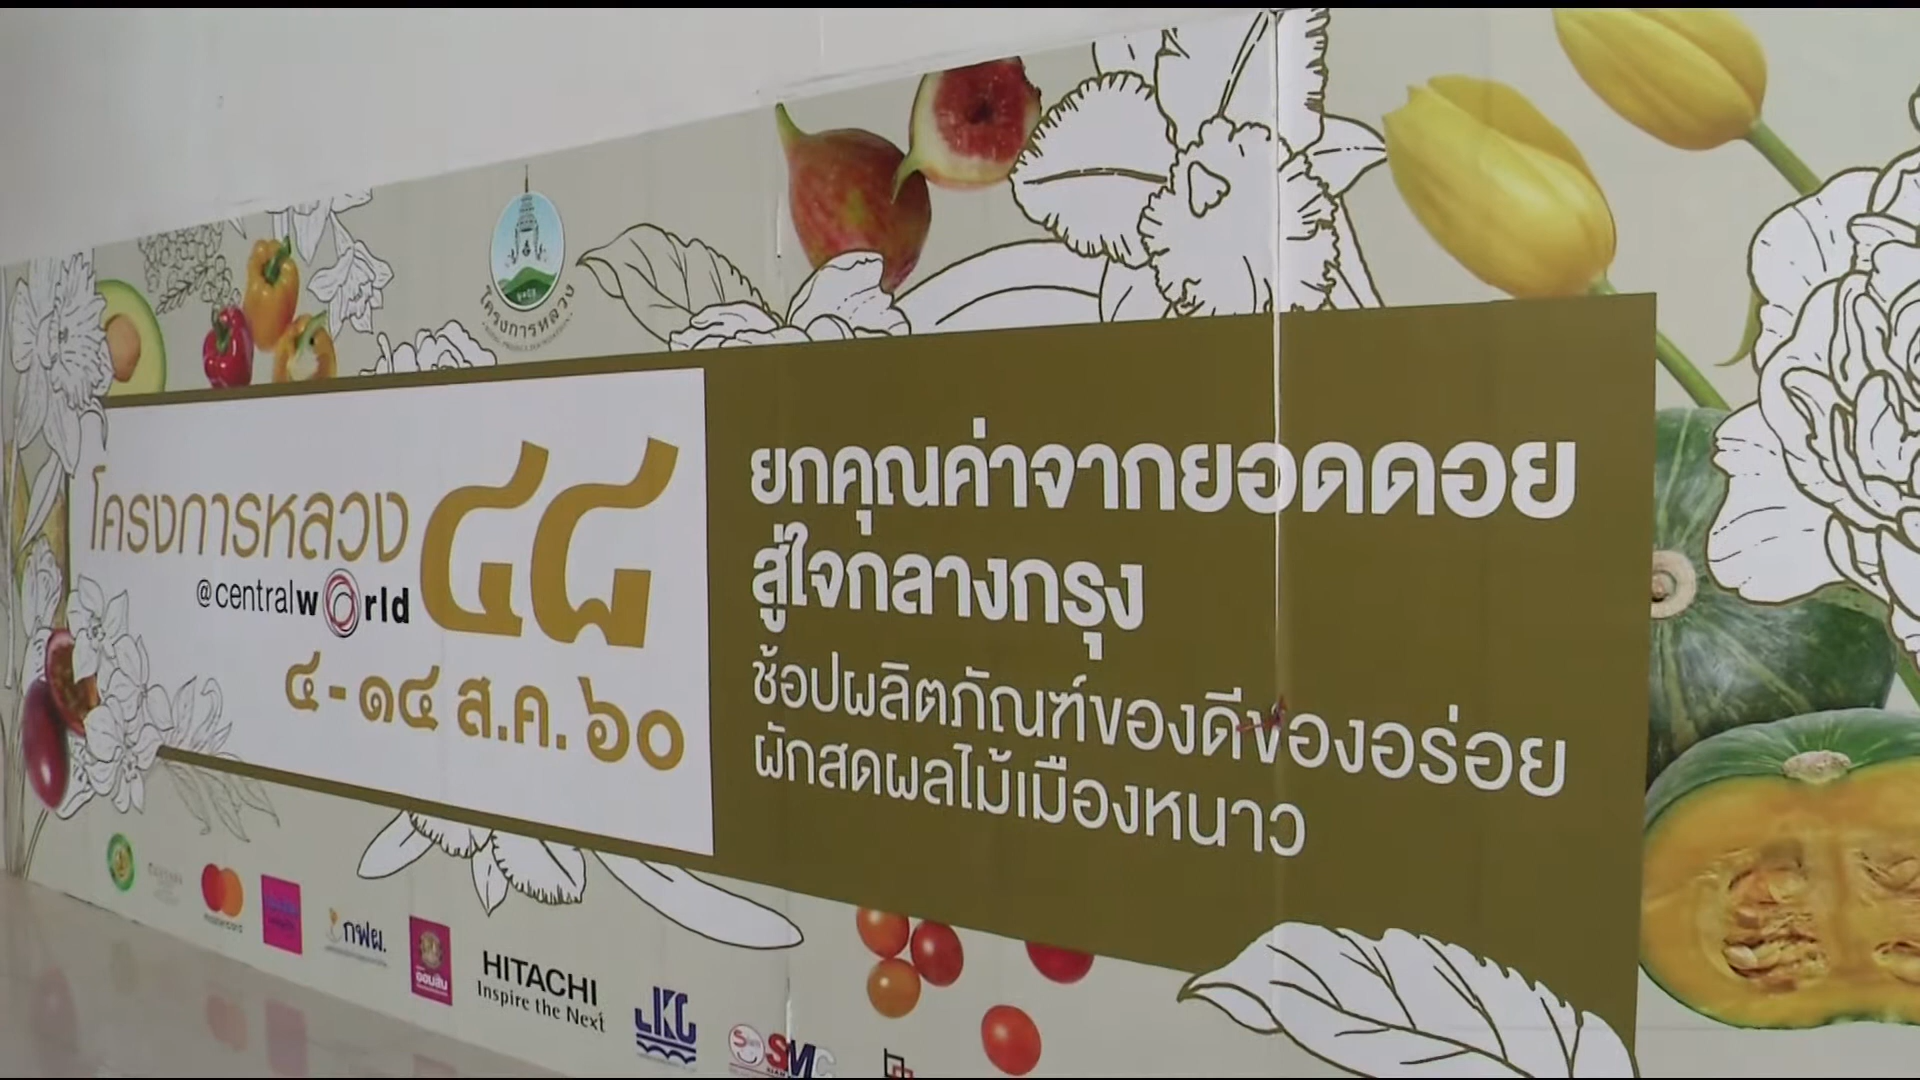 โครงการหลวง
โครงการหลวง ๔๘
@centralworld
๔ - ๑๔ ส.ค. ๖๐
ยกคุณค่าจากยอดดอย
สู่ใจกลางกรุง
ช้อปผลิตภัณฑ์ของดีของอร่อย
ผักสดผลไม้เมืองหนาว
mastercard
กฟผ.
ออมสิน
HITACHI
Inspire the Next
JKC
SMC